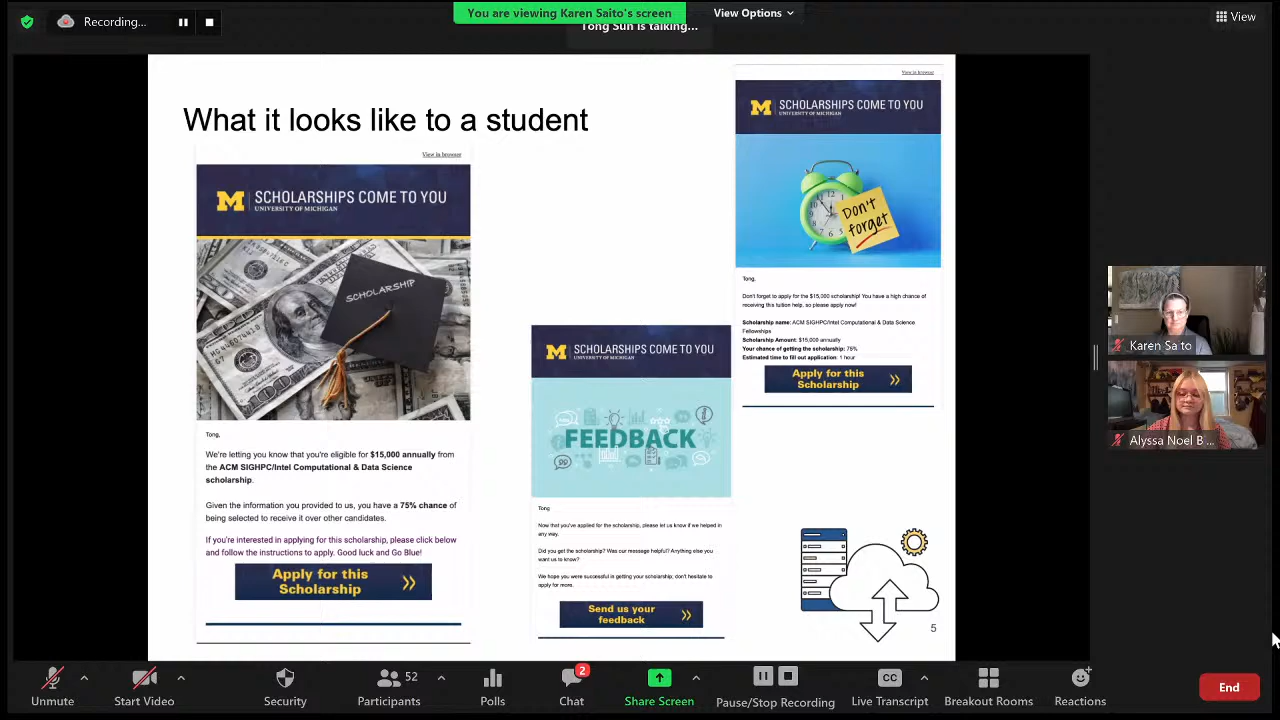 Recording...
You are viewing Karen Saito's screen
View Options
View
Tong Sun is talking...
What it looks like to a student
View in browser
M SCHOLARSHIPS COME TO YOU
UNIVERSITY OF MICHIGAN
SCHOLARSHIP
100
Tong,
We're letting you know that you're eligible for $15,000 annually from
the ACM SIGHPC/Intel Computational & Data Science
scholarship.
Given the information you provided to us, you have a 75% chance of
being selected to receive it over other candidates.
If you're interested in applying for this scholarship, please click below
and follow the instructions to apply. Good luck and Go Blue!
Apply for this
Scholarship
M SCHOLARSHIPS COME TO YOU
UNIVERSITY OF MICHIGAN
FEEDBACK
Tong
Now that you've applied for the scholarship, please let us know if we helped in
any way.
Did you get the scholarship? Was our message helpful? Anything else you
want us to know?
We hope you were successful in getting your scholarship; don't hesitate to
apply for more.
Send us your
feedback
View in browser
M SCHOLARSHIPS COME TO YOU
UNIVERSITY OF MICHIGAN
Don't
forget
Tong,
Don't forget to apply for the $15,000 scholarship! You have a high chance of
receiving this tuition help, so please apply now!
Scholarship name: ACM SIGHPC/Intel Computational & Data Science
Fellowships
Scholarship Amount: $15,000 annually
Your chance of getting the scholarship: 75%
Estimated time to fill out application: 1 hour
Apply for this
Scholarship
5
Karen Saito
Alyssa Noel B...
Unmute
Start Video
Security
52
Participants
Polls
2
Chat
Share Screen
Pause/Stop Recording
CC
Live Transcript
Breakout Rooms
Reactions
End